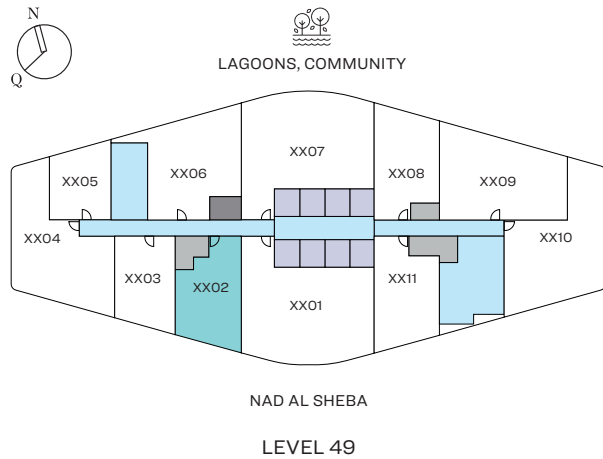 N
Q
LAGOONS, COMMUNITY
XX07
XX06
XX08
XX05
XX09
XX04
XX10
XX03
XX02
XX01
XX11
NAD AL SHEBA
LEVEL 49